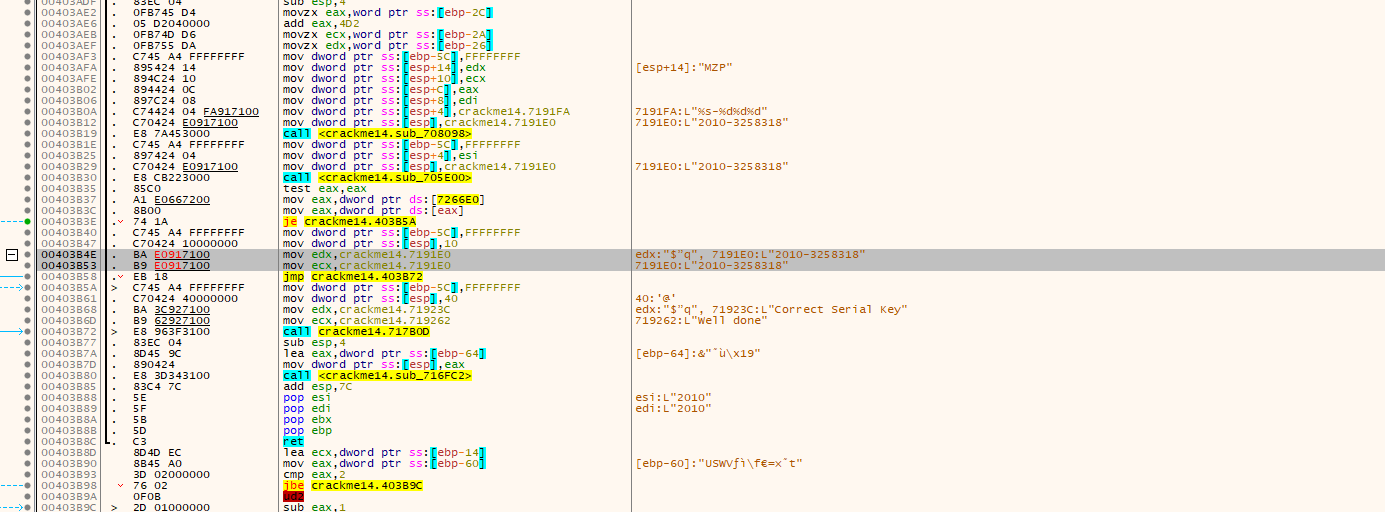 00403ADF . 83EC 04 sub esp,4
00403AE2 . 0FB745 D4 movzx eax,word ptr ss:[ebp-2C]
00403AE6 . 05 D2040000 add eax,4D2
00403AEB . 0FB74D D6 movzx ecx,word ptr ss:[ebp-2A]
00403AEF . 0FB755 DA movzx edx,word ptr ss:[ebp-26]
00403AF3 . C745 A4 FFFFFFFF mov dword ptr ss:[ebp-5C],FFFFFFFF
00403AFA . 895424 14 mov dword ptr ss:[esp+14],edx [esp+14]:"MZP"
00403AFE . 894C24 10 mov dword ptr ss:[esp+10],ecx
00403B02 . 894424 0C mov dword ptr ss:[esp+C],eax
00403B06 . 897C24 08 mov dword ptr ss:[esp+8],edi
00403B0A . C74424 04 FA917100 mov dword ptr ss:[esp+4],crackme14.7191FA 7191FA:L"%s-%d%d%d"
00403B12 . C70424 E0917100 mov dword ptr ss:[esp],crackme14.7191E0 7191E0:L"2010-3258318"
00403B19 . E8 7A453000 call <crackme14.sub_708098>
00403B1E . C745 A4 FFFFFFFF mov dword ptr ss:[ebp-5C],FFFFFFFF
00403B25 . 897424 04 mov dword ptr ss:[esp+4],esi
00403B29 . C70424 E0917100 mov dword ptr ss:[esp],crackme14.7191E0 7191E0:L"2010-3258318"
00403B30 . E8 CB223000 call <crackme14.sub_705E00>
00403B35 . 85C0 test eax,eax
00403B37 . A1 E0667200 mov eax,dword ptr ds:[7266E0]
00403B3C . 8B00 mov eax,dword ptr ds:[eax]
00403B3E . 74 1A je crackme14.403B5A
00403B40 . C745 A4 FFFFFFFF mov dword ptr ss:[ebp-5C],FFFFFFFF
00403B47 . C70424 10000000 mov dword ptr ss:[esp],10
00403B4E . BA E0917100 mov edx,crackme14.7191E0 edx:"$”q", 7191E0:L"2010-3258318"
00403B53 . B9 E0917100 mov ecx,crackme14.7191E0 7191E0:L"2010-3258318"
00403B58 . EB 18 jmp crackme14.403B72
00403B5A > C745 A4 FFFFFFFF mov dword ptr ss:[ebp-5C],FFFFFFFF
00403B61 . C70424 40000000 mov dword ptr ss:[esp],40 40:'@'
00403B68 . BA 3C927100 mov edx,crackme14.71923C edx:"$”q", 71923C:L"Correct Serial Key"
00403B6D . B9 62927100 mov ecx,crackme14.719262 719262:L"Well done"
00403B72 > E8 963F3100 call crackme14.717B0D
00403B77 . 83EC 04 sub esp,4
00403B7A . 8D45 9C lea eax,dword ptr ss:[ebp-64] [ebp-64]:&"ˆù\x19"
00403B7D . 890424 mov dword ptr ss:[esp],eax
00403B80 . E8 3D343100 call <crackme14.sub_716FC2>
00403B85 . 83C4 7C add esp,7C
00403B88 . 5E pop esi esi:L"2010"
00403B89 . 5F pop edi edi:L"2010"
00403B8A . 5B pop ebx
00403B8B . 5D pop ebp
00403B8C . C3 ret
00403B8D . 8D4D EC lea ecx,dword ptr ss:[ebp-14]
00403B90 . 8B45 A0 mov eax,dword ptr ss:[ebp-60] [ebp-60]:"USWVƒì\f€=xˆt"
00403B93 . 3D 02000000 cmp eax,2
00403B98 . 76 02 jbe crackme14.403B9C
00403B9A . 0F0B ud2
00403B9C > 2D 01000000 sub eax,1